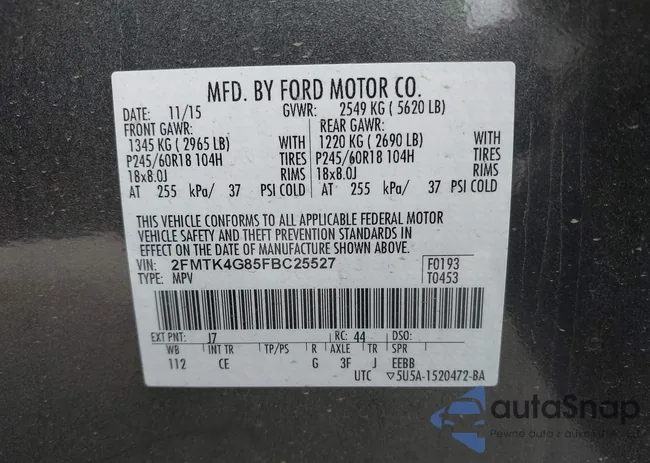 MFD. BY FORD MOTOR CO.
DATE: 11/15 GVWR: 2549 KG ( 5620 LB)
FRONT GAWR: REAR GAWR:
1345 KG ( 2965 LB) WITH 1220 KG ( 2690 LB) WITH
P245/60R18 104H TIRES P245/60R18 104H TIRES
18x8.0J RIMS 18x8.0J RIMS
AT 255 kPa/ 37 PSI COLD AT 255 kPa/ 37 PSI COLD
THIS VEHICLE CONFORMS TO ALL APPLICABLE FEDERAL MOTOR
VEHICLE SAFETY AND THEFT PREVENTION STANDARDS IN
EFFECT ON THE DATE OF MANUFACTURE SHOWN ABOVE.
VIN: 2FMTK4G85FBC25527 F0193
TYPE: MPV T0453
EXT PNT: J7 RC: 44 DSO:
WB INT TR TP/PS R AXLE TR SPR
112 CE G 3F J EEBB
UTC ▽5U5A-1520472-BA
autaSnap
Pewne auta z aukcji